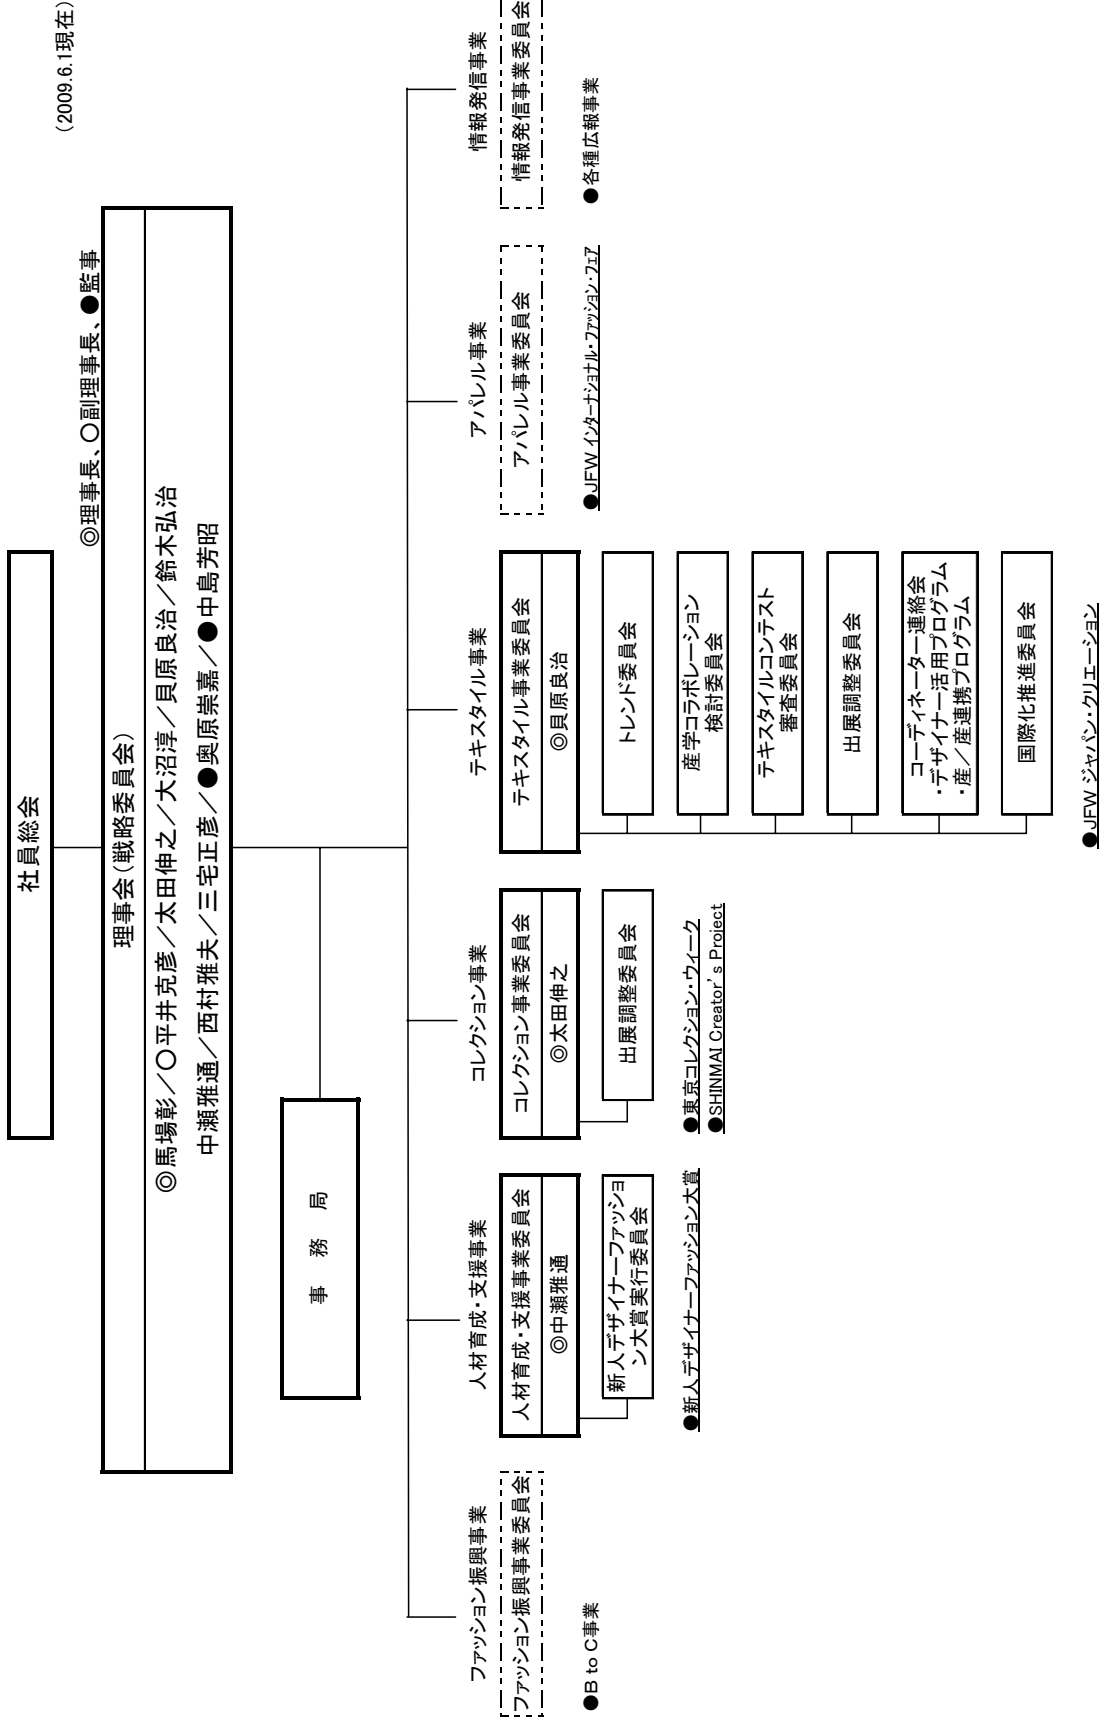 (2009.6.1現在)
社員総会
◎理事長、〇副理事長、●監事
理事会(戦略委員会)
◎馬場彰／〇平井克彦／太田伸之／大沼淳／貝原良治／鈴木弘治
中瀬雅通／西村雅夫／三宅正彦／●奥原崇嘉／●中島芳昭
事　務　局
ファッション振興事業
ファッション振興事業委員会
●B to C事業
人材育成・支援事業
人材育成・支援事業委員会
◎中瀬雅通
新人デザイナーファッショ
ン大賞実行委員会
●新人デザイナーファッション大賞
コレクション事業
コレクション事業委員会
◎太田伸之
出展調整委員会
●東京コレクション・ウィーク
●SHINMAI Creator's Project
テキスタイル事業
テキスタイル事業委員会
◎貝原良治
トレンド委員会
産学コラボレーション
検討委員会
テキスタイルコンテスト
審査委員会
出展調整委員会
コーディネーター連絡会
・デザイナー活用プログラム
・産／産連携プログラム
国際化推進委員会
●JFW ジャパン・クリエーション
アパレル事業
アパレル事業委員会
●JFW インターナショナル・ファッション・フェア
情報発信事業
情報発信事業委員会
●各種広報事業